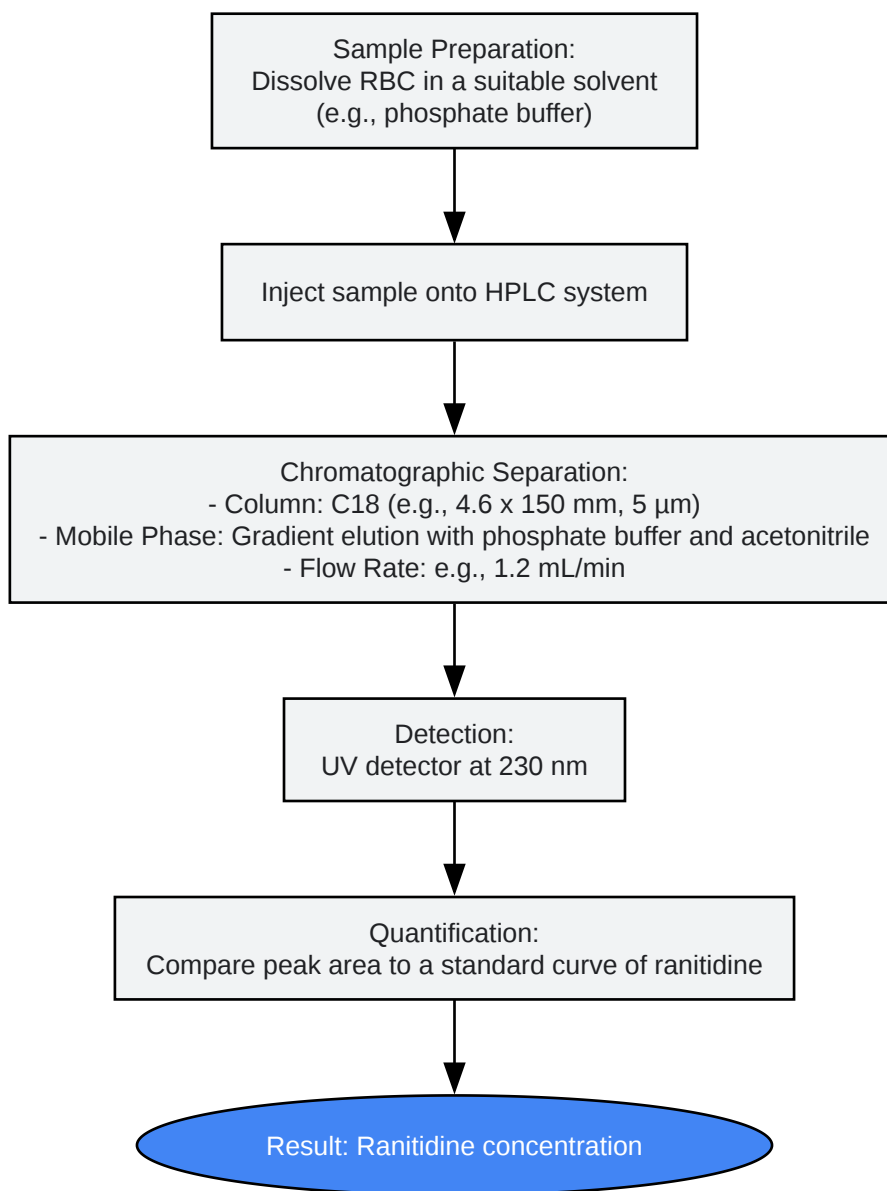 Sample Preparation:
Dissolve RBC in a suitable solvent
(e.g., phosphate buffer)
Inject sample onto HPLC system
Chromatographic Separation:
- Column: C18 (e.g., 4.6 x 150 mm, 5 µm)
- Mobile Phase: Gradient elution with phosphate buffer and acetonitrile
- Flow Rate: e.g., 1.2 mL/min
Detection:
UV detector at 230 nm
Quantification:
Compare peak area to a standard curve of ranitidine
Result: Ranitidine concentration